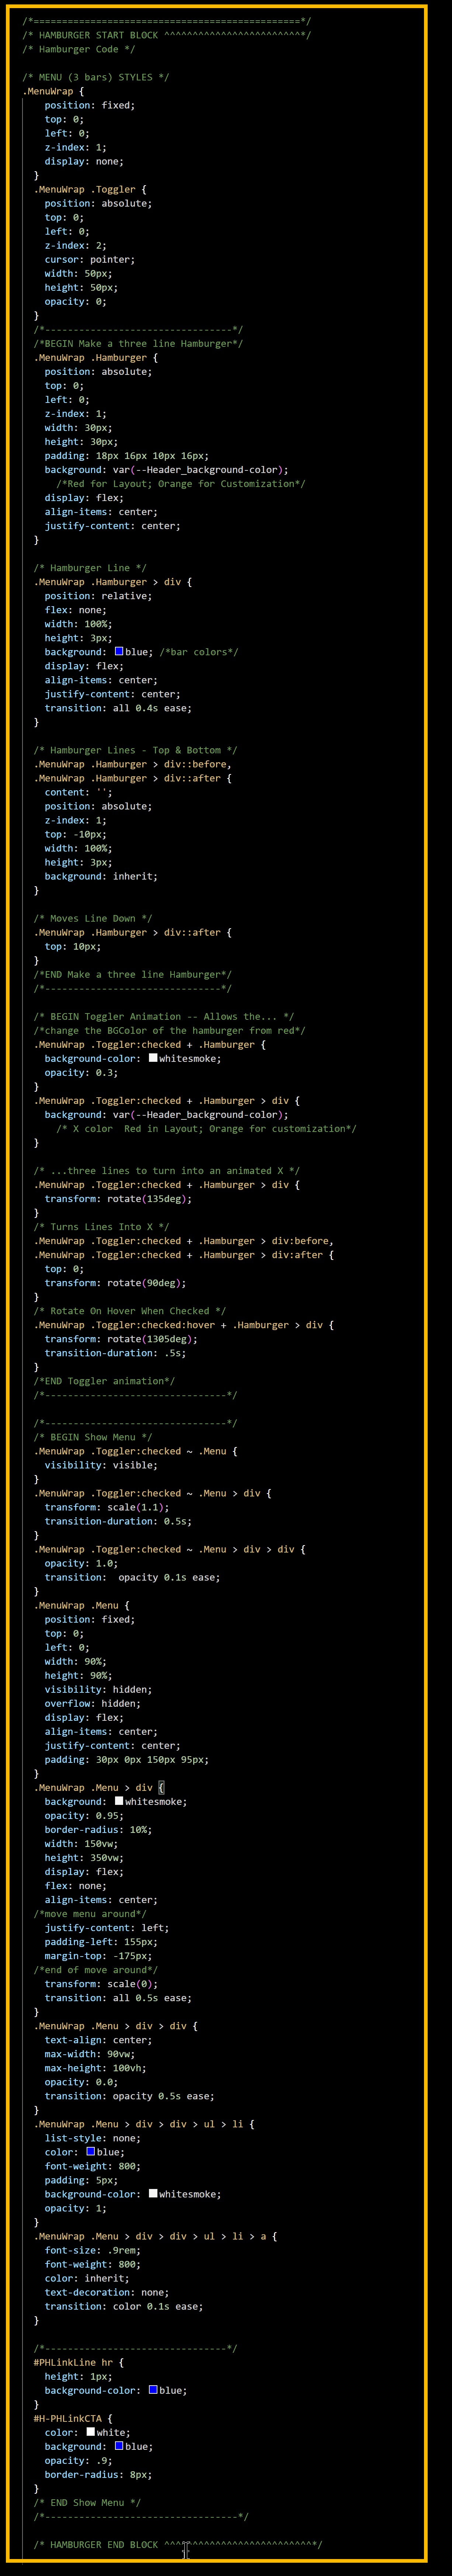 /*===============================================*/
/* HAMBURGER START BLOCK ^^^^^^^^^^^^^^^^^^^^^^^^*/
/* Hamburger Code */
/* MENU (3 bars) STYLES */
.MenuWrap {
position: fixed;
top: 0;
left: 0;
z-index: 1;
display: none;
}
.MenuWrap .Toggler {
position: absolute;
top: 0;
left: 0;
z-index: 2;
cursor: pointer;
width: 50px;
height: 50px;
opacity: 0;
}
/*---------------------------------*/
/*BEGIN Make a three line Hamburger*/
.MenuWrap .Hamburger {
position: absolute;
top: 0;
left: 0;
z-index: 1;
width: 30px;
height: 30px;
padding: 18px 16px 10px 16px;
background: var(--Header_background-color);
/*Red for Layout; Orange for Customization*/
display: flex;
align-items: center;
justify-content: center;
}
/* Hamburger Line */
.MenuWrap .Hamburger > div {
position: relative;
flex: none;
width: 100%;
height: 3px;
background: blue; /*bar colors*/
display: flex;
align-items: center;
justify-content: center;
transition: all 0.4s ease;
}
/* Hamburger Lines - Top & Bottom */
.MenuWrap .Hamburger > div::before,
.MenuWrap .Hamburger > div::after {
content: '';
position: absolute;
z-index: 1;
top: -10px;
width: 100%;
height: 3px;
background: inherit;
}
/* Moves Line Down */
.MenuWrap .Hamburger > div::after {
top: 10px;
}
/*END Make a three line Hamburger*/
/*-------------------------------*/
/* BEGIN Toggler Animation -- Allows the... */
/*change the BGColor of the hamburger from red*/
.MenuWrap .Toggler:checked + .Hamburger {
background-color: whitesmoke;
opacity: 0.3;
}
.MenuWrap .Toggler:checked + .Hamburger > div {
background: var(--Header_background-color);
/* X color  Red in Layout; Orange for customization*/
}
/* ...three lines to turn into an animated X */
.MenuWrap .Toggler:checked + .Hamburger > div {
transform: rotate(135deg);
}
/* Turns Lines Into X */
.MenuWrap .Toggler:checked + .Hamburger > div:before,
.MenuWrap .Toggler:checked + .Hamburger > div:after {
top: 0;
transform: rotate(90deg);
}
/* Rotate On Hover When Checked */
.MenuWrap .Toggler:checked:hover + .Hamburger > div {
transform: rotate(1305deg);
transition-duration: .5s;
}
/*END Toggler animation*/
/*--------------------------------*/
/*--------------------------------*/
/* BEGIN Show Menu */
.MenuWrap .Toggler:checked ~ .Menu {
visibility: visible;
}
.MenuWrap .Toggler:checked ~ .Menu > div {
transform: scale(1.1);
transition-duration: 0.5s;
}
.MenuWrap .Toggler:checked ~ .Menu > div > div {
opacity: 1.0;
transition:  opacity 0.1s ease;
}
.MenuWrap .Menu {
position: fixed;
top: 0;
left: 0;
width: 90%;
height: 90%;
visibility: hidden;
overflow: hidden;
display: flex;
align-items: center;
justify-content: center;
padding: 30px 0px 150px 95px;
}
.MenuWrap .Menu > div {
background: whitesmoke;
opacity: 0.95;
border-radius: 10%;
width: 150vw;
height: 350vw;
display: flex;
flex: none;
align-items: center;
/*move menu around*/
justify-content: left;
padding-left: 155px;
margin-top: -175px;
/*end of move around*/
transform: scale(0);
transition: all 0.5s ease;
}
.MenuWrap .Menu > div > div {
text-align: center;
max-width: 90vw;
max-height: 100vh;
opacity: 0.0;
transition: opacity 0.5s ease;
}
.MenuWrap .Menu > div > div > ul > li {
list-style: none;
color: blue;
font-weight: 800;
padding: 5px;
background-color: whitesmoke;
opacity: 1;
}
.MenuWrap .Menu > div > div > ul > li > a {
font-size: .9rem;
font-weight: 800;
color: inherit;
text-decoration: none;
transition: color 0.1s ease;
}
/*--------------------------------*/
#PHLinkLine hr {
height: 1px;
background-color: blue;
}
#H-PHLinkCTA {
color: white;
background: blue;
opacity: .9;
border-radius: 8px;
}
/* END Show Menu */
/*----------------------------------*/
/* HAMBURGER END BLOCK ^^^^^^^^^^^^^^^^^^^^^^^^^^*/